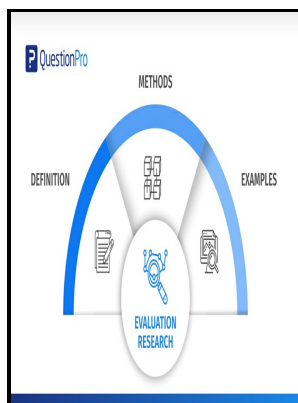 QuestionPro
METHODS
DEFINITION
EXAMPLES
EVALUATION
RESEARCH